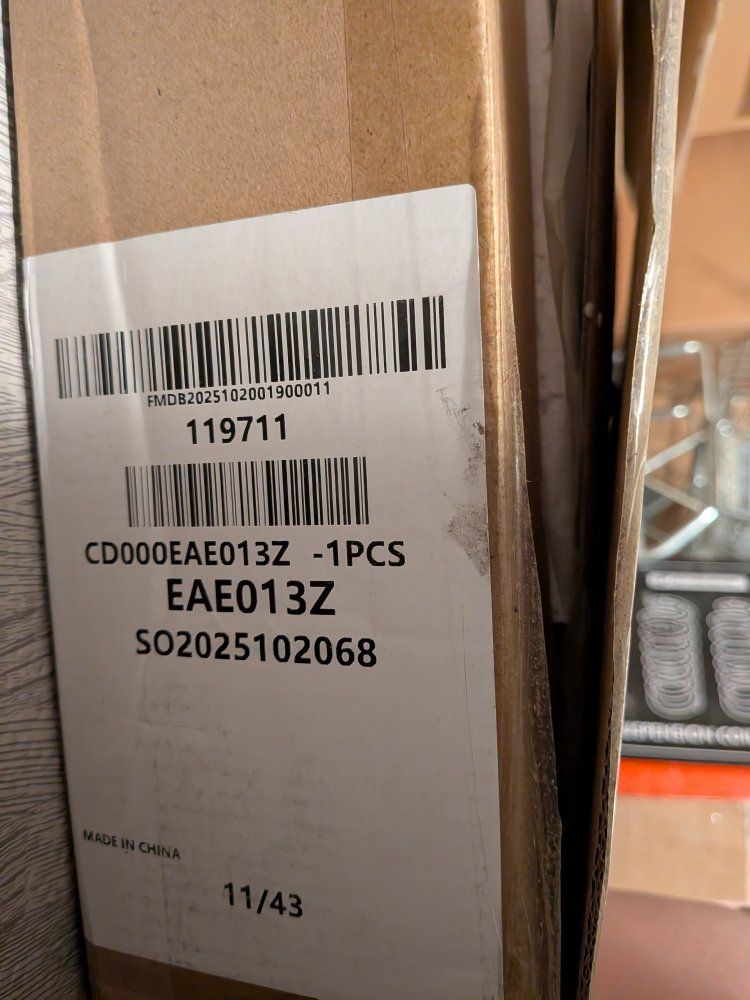 FMDB2025102001900011
119711
CD000EAE013Z -1PCS
EAE013Z
SO2025102068
MADE IN CHINA
11/43